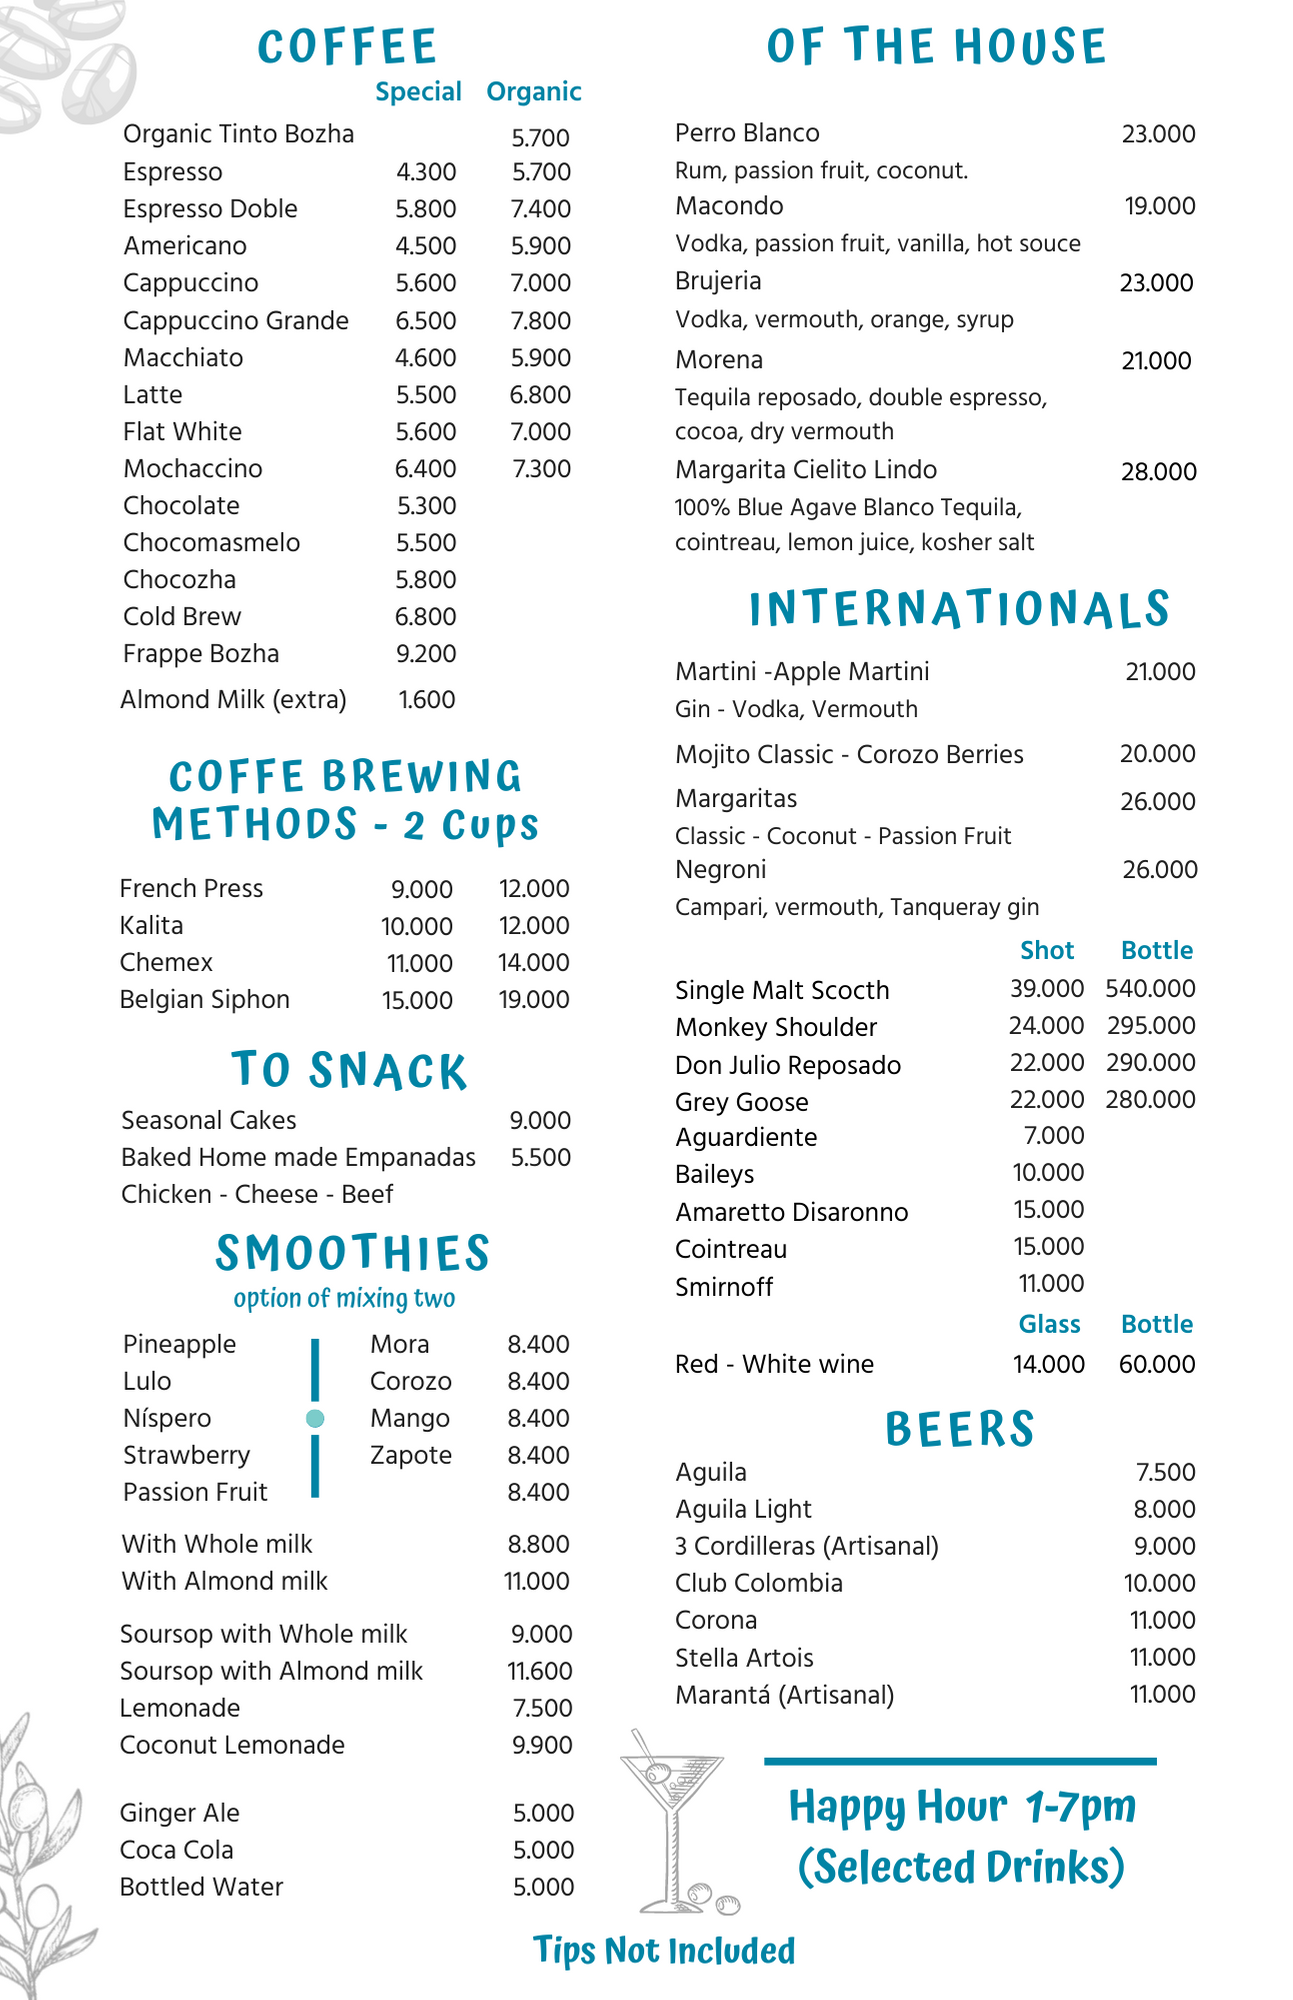 COFFEE
Special Organic
Organic Tinto Bozha 5.700
Espresso 4.300 5.700
Espresso Doble 5.800 7.400
Americano 4.500 5.900
Cappuccino 5.600 7.000
Cappuccino Grande 6.500 7.800
Macchiato 4.600 5.900
Latte 5.500 6.800
Flat White 5.600 7.000
Mochaccino 6.400 7.300
Chocolate 5.300
Chocomasmelo 5.500
Chocozha 5.800
Cold Brew 6.800
Frappe Bozha 9.200
Almond Milk (extra) 1.600
COFFE BREWING
METHODS - 2 Cups
French Press 9.000 12.000
Kalita 10.000 12.000
Chemex 11.000 14.000
Belgian Siphon 15.000 19.000
TO SNACK
Seasonal Cakes 9.000
Baked Home made Empanadas 5.500
Chicken - Cheese - Beef
SMOOTHIES
option of mixing two
Pineapple Mora 8.400
Lulo Corozo 8.400
Níspero Mango 8.400
Strawberry Zapote 8.400
Passion Fruit 8.400
With Whole milk 8.800
With Almond milk 11.000
Soursop with Whole milk 9.000
Soursop with Almond milk 11.600
Lemonade 7.500
Coconut Lemonade 9.900
Ginger Ale 5.000
Coca Cola 5.000
Bottled Water 5.000
OF THE HOUSE
Perro Blanco 23.000
Rum, passion fruit, coconut.
Macondo 19.000
Vodka, passion fruit, vanilla, hot souce
Brujeria 23.000
Vodka, vermouth, orange, syrup
Morena 21.000
Tequila reposado, double espresso,
cocoa, dry vermouth
Margarita Cielito Lindo 28.000
100% Blue Agave Blanco Tequila,
cointreau, lemon juice, kosher salt
INTERNATIONALS
Martini -Apple Martini 21.000
Gin - Vodka, Vermouth
Mojito Classic - Corozo Berries 20.000
Margaritas 26.000
Classic - Coconut - Passion Fruit
Negroni 26.000
Campari, vermouth, Tanqueray gin
Shot Bottle
Single Malt Scocth 39.000 540.000
Monkey Shoulder 24.000 295.000
Don Julio Reposado 22.000 290.000
Grey Goose 22.000 280.000
Aguardiente 7.000
Baileys 10.000
Amaretto Disaronno 15.000
Cointreau 15.000
Smirnoff 11.000
Glass Bottle
Red - White wine 14.000 60.000
BEERS
Aguila 7.500
Aguila Light 8.000
3 Cordilleras (Artisanal) 9.000
Club Colombia 10.000
Corona 11.000
Stella Artois 11.000
Marantá (Artisanal) 11.000
Happy Hour 1-7pm
(Selected Drinks)
Tips Not Included